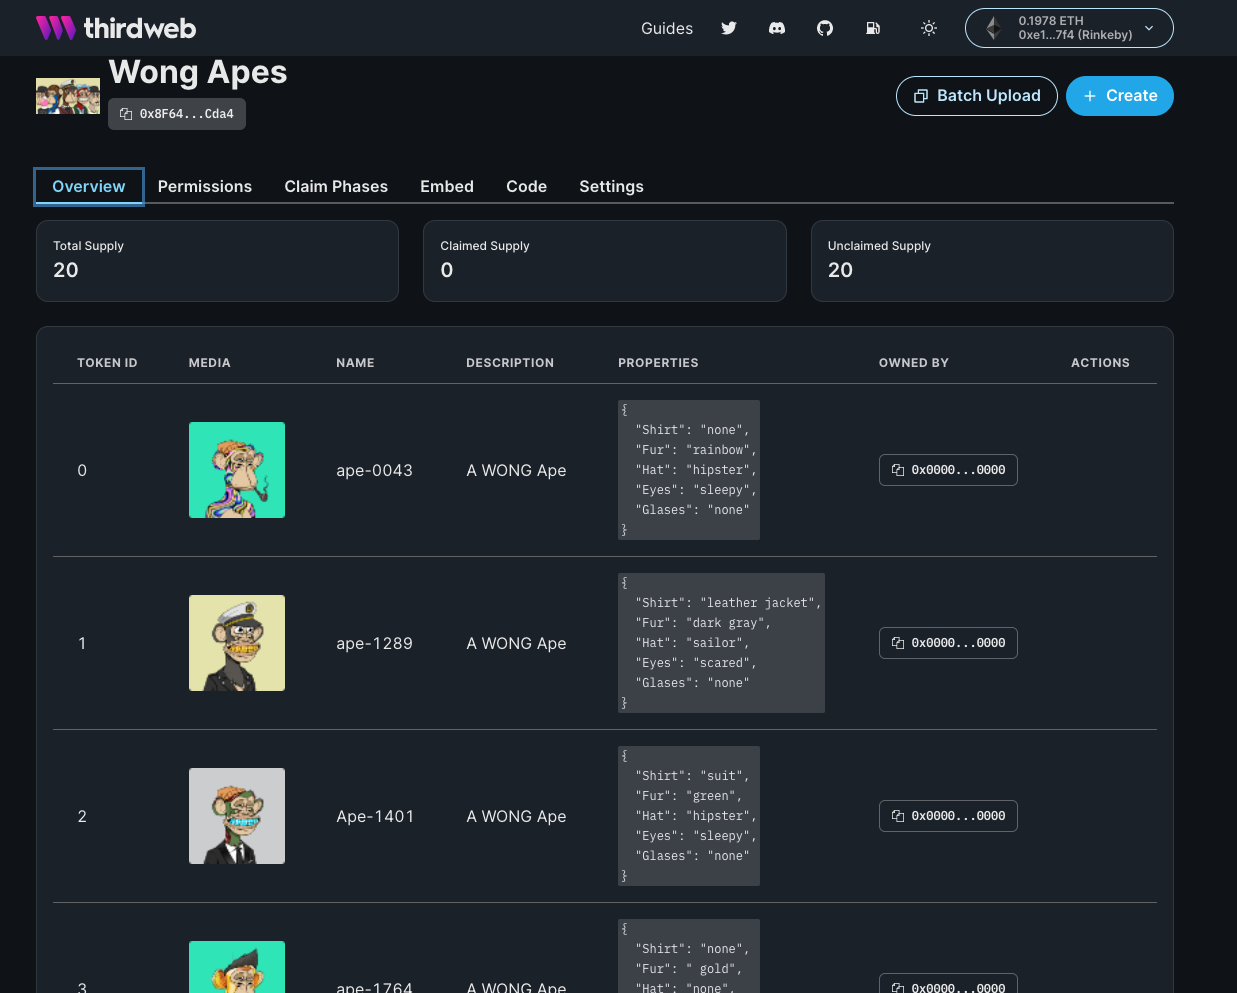 thirdweb
Guides
0.1978 ETH
0xe1...7f4 (Rinkeby)
Wong Apes
0x8F64...Cda4
Batch Upload
+ Create
Overview Permissions Claim Phases Embed Code Settings
Total Supply
20
Claimed Supply
0
Unclaimed Supply
20
TOKEN ID MEDIA NAME DESCRIPTION PROPERTIES OWNED BY ACTIONS
0
ape-0043
A WONG Ape
{
"Shirt": "none",
"Fur": "rainbow",
"Hat": "hipster",
"Eyes": "sleepy",
"Glases": "none"
}
0x0000...0000
1
ape-1289
A WONG Ape
{
"Shirt": "leather jacket",
"Fur": "dark gray",
"Hat": "sailor",
"Eyes": "scared",
"Glases": "none"
}
0x0000...0000
2
Ape-1401
A WONG Ape
{
"Shirt": "suit",
"Fur": "green",
"Hat": "hipster",
"Eyes": "sleepy",
"Glases": "none"
}
0x0000...0000
3
ape-1764
A WONG Ape
{
"Shirt": "none",
"Fur": " gold",
"Hat": "none",
0x0000...0000